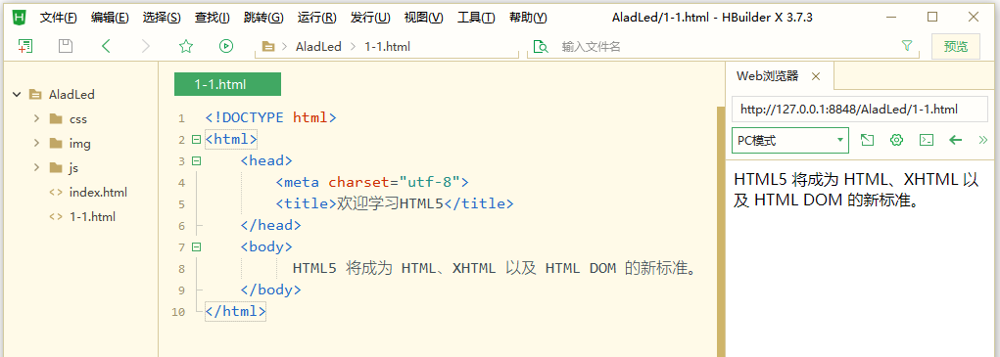 H 文件(F) 编辑(E) 选择(S) 查找(I) 跳转(G) 运行(R) 发行(U) 视图(V) 工具(T) 帮助(Y) AladLed/1-1.html - HBuilder X 3.7.3
AladLed 1-1.html 输入文件名 预览
AladLed
css
img
js
index.html
1-1.html
1-1.html
1 <!DOCTYPE html>
2 <html>
3 <head>
4 <meta charset="utf-8">
5 <title>欢迎学习HTML5</title>
6 </head>
7 <body>
8 HTML5 将成为 HTML、XHTML 以及 HTML DOM 的新标准。
9 </body>
10 </html>
Web浏览器
http://127.0.0.1:8848/AladLed/1-1.html
PC模式
HTML5 将成为 HTML、XHTML 以
及 HTML DOM 的新标准。